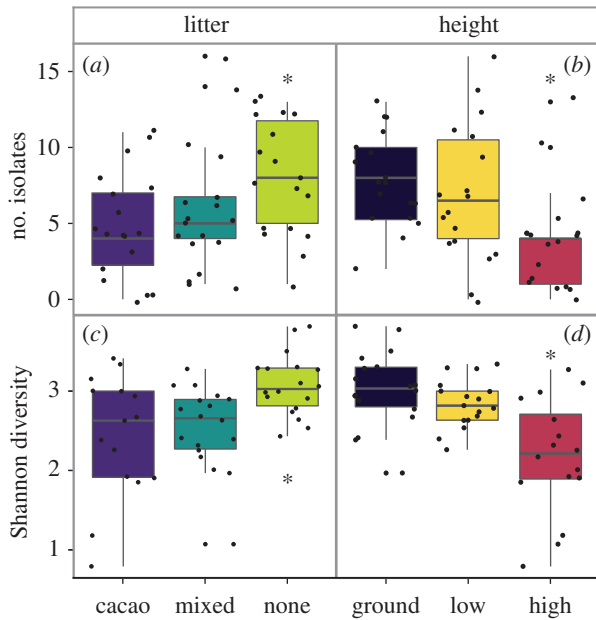 litter height
(a) * (b) *
15
10
5
0
no. isolates
(c) (d) *
3
2
1
*
Shannon diversity
cacao mixed none ground low high